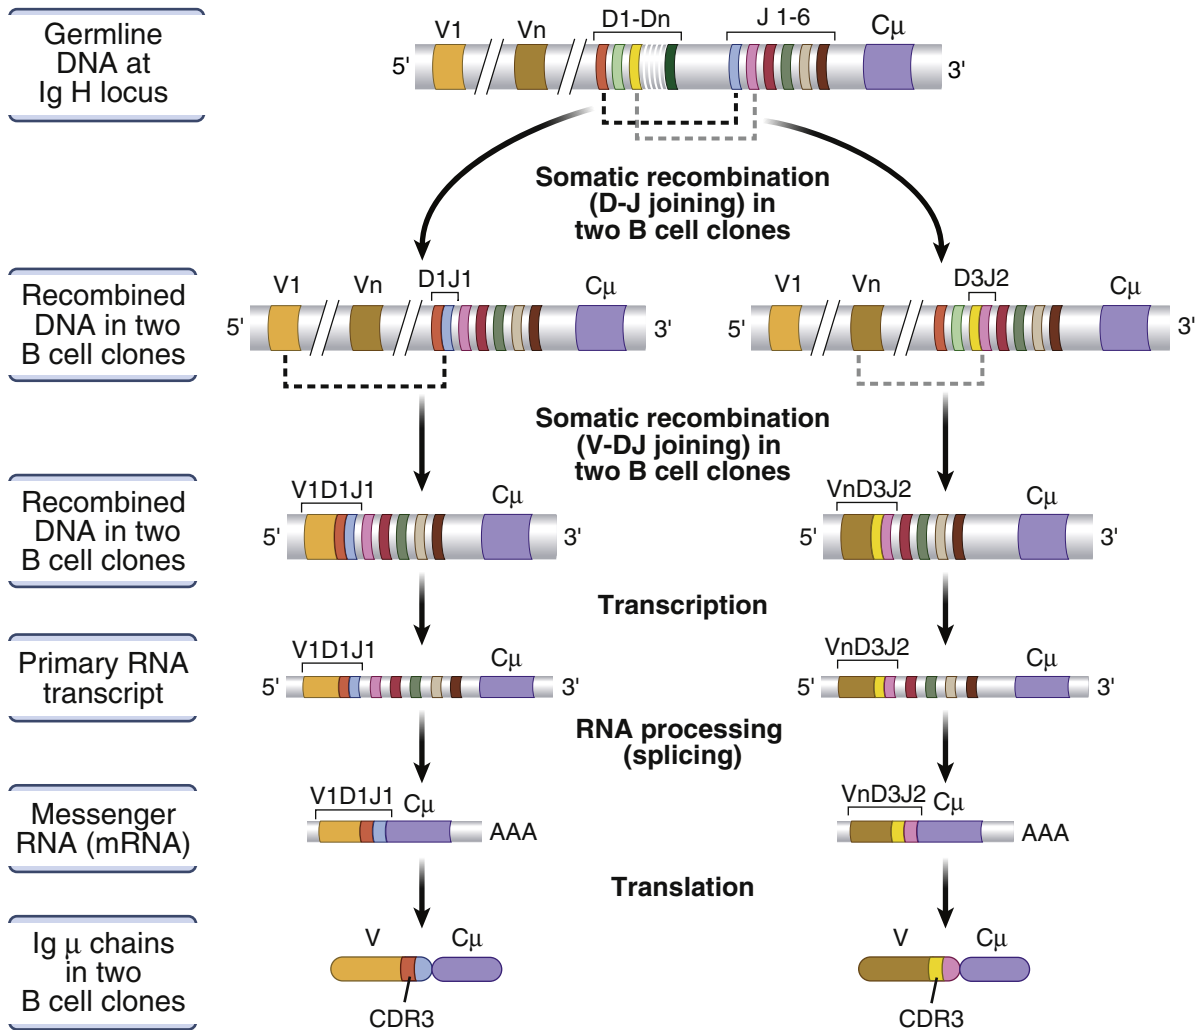 Germline
DNA at
Ig H locus
V1
Vn
D1-Dn
J 1-6
Cμ
5'
3'
Somatic recombination
(D-J joining) in
two B cell clones
Recombined
DNA in two
B cell clones
V1
Vn
D1J1
Cμ
5'
3'
V1
Vn
D3J2
Cμ
5'
3'
Somatic recombination
(V-DJ joining) in
two B cell clones
Recombined
DNA in two
B cell clones
V1D1J1
Cμ
5'
3'
VnD3J2
Cμ
5'
3'
Transcription
Primary RNA
transcript
V1D1J1
Cμ
5'
3'
VnD3J2
Cμ
5'
3'
RNA processing
(splicing)
Messenger
RNA (mRNA)
V1D1J1
Cμ
AAA
VnD3J2
Cμ
AAA
Translation
Ig μ chains
in two
B cell clones
V
Cμ
CDR3
V
Cμ
CDR3